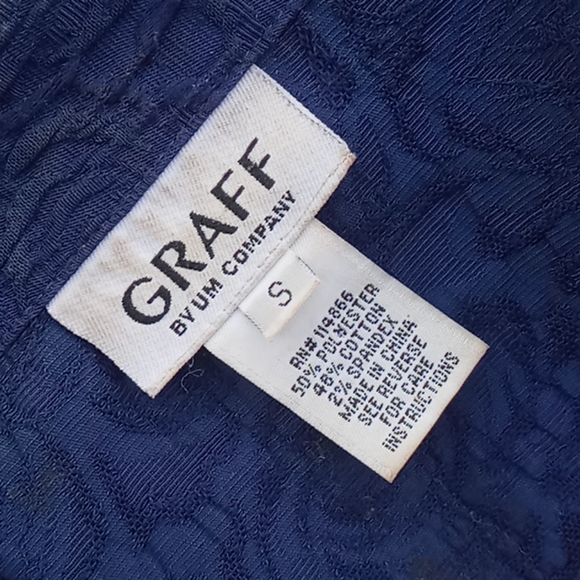 GRAFF
BY UM COMPANY
S
RN# 114866
50% POLYESTER
48% COTTON
2% SPANDEX
MADE IN CHINA
SEE REVERSE
FOR CARE
INSTRUCTIONS